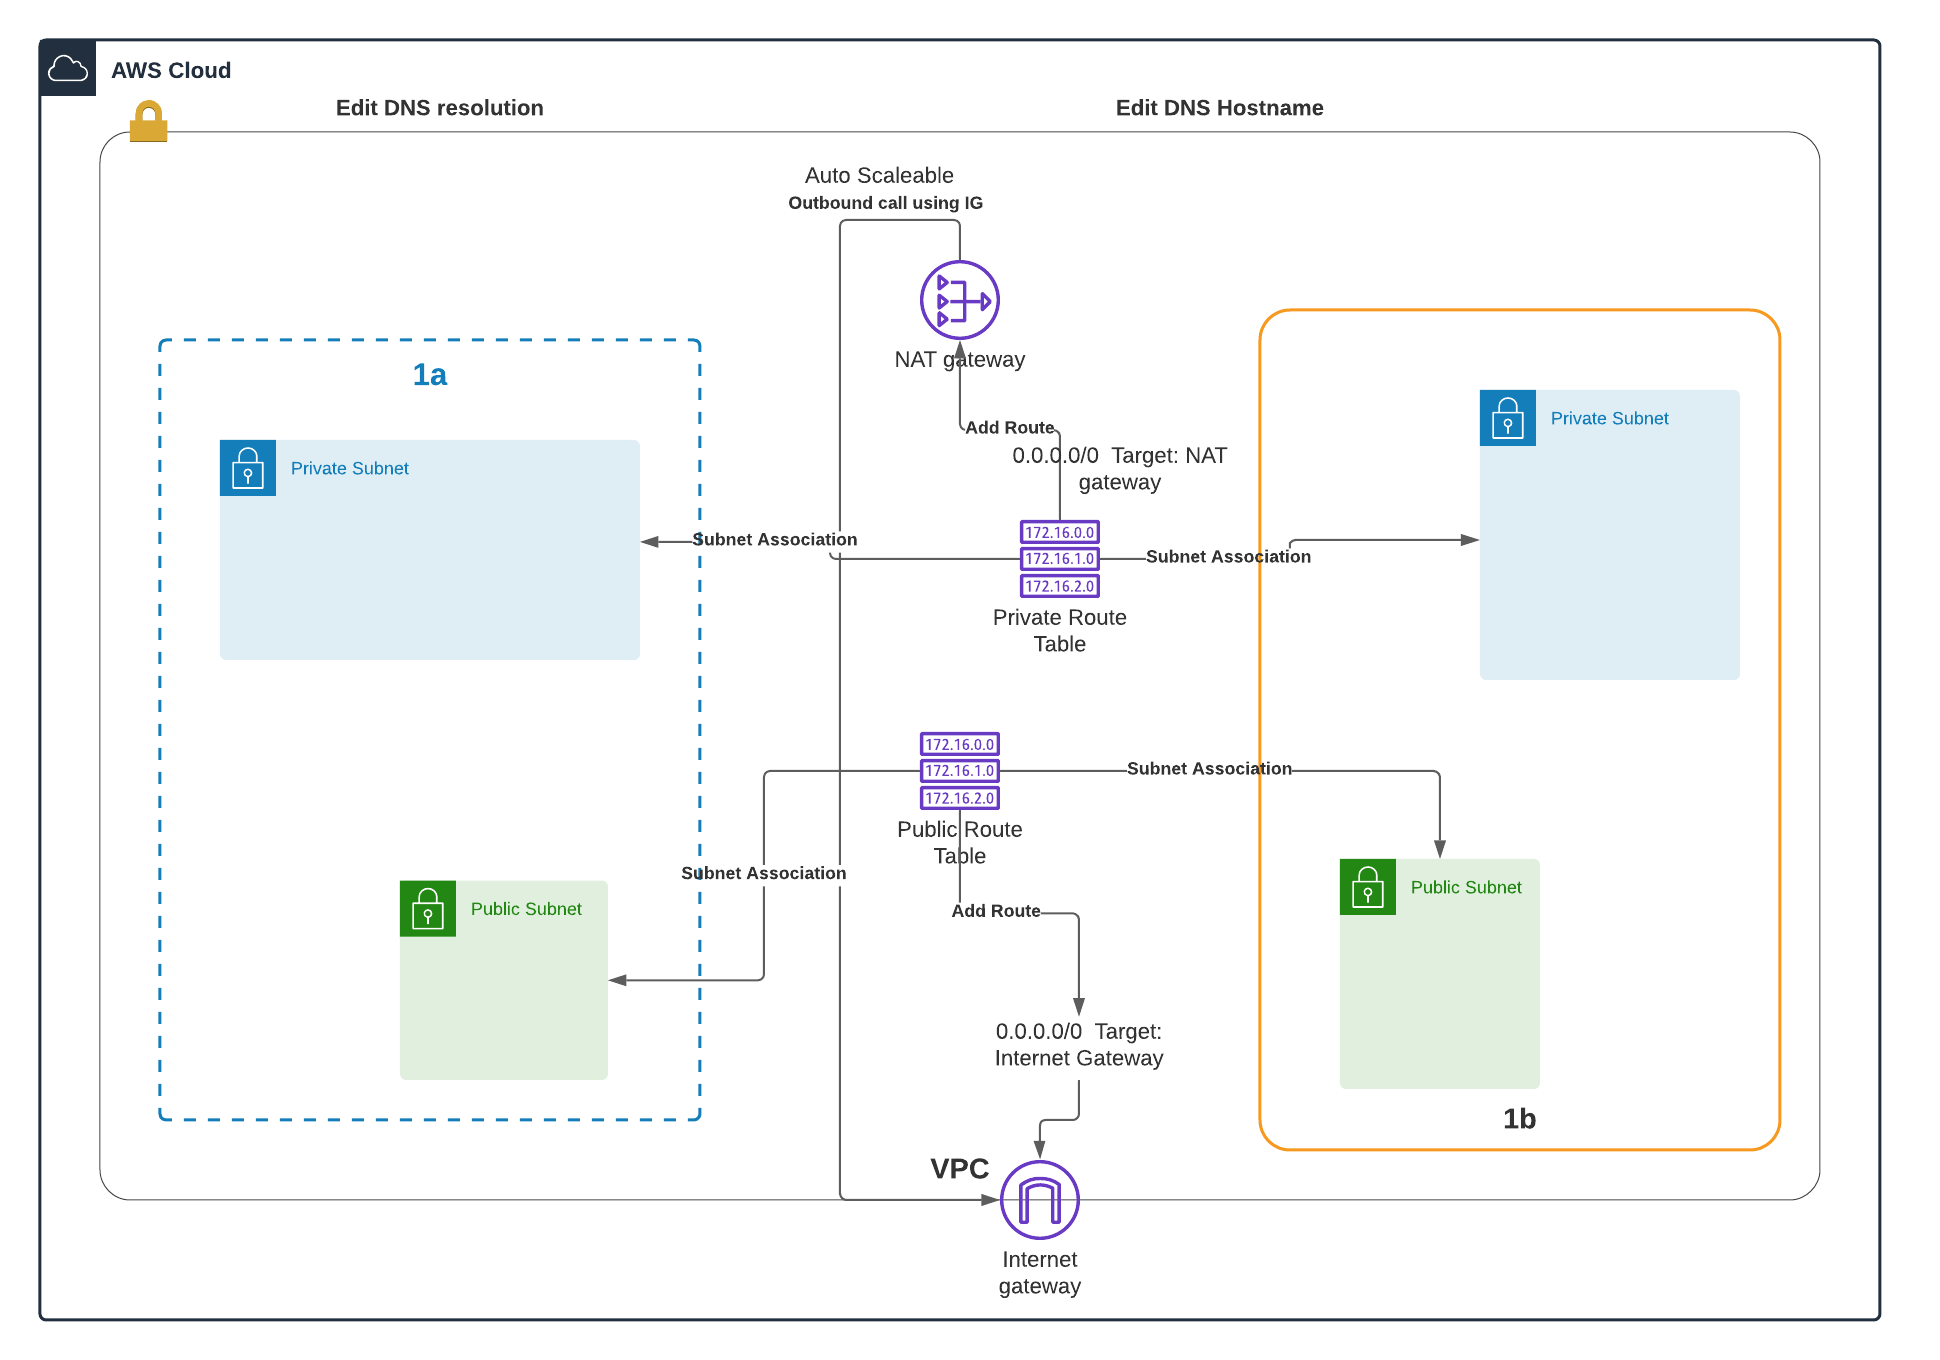 AWS Cloud
Edit DNS resolution
Edit DNS Hostname
Auto Scaleable
Outbound call using IG
NAT gateway
1a
Private Subnet
Private Subnet
Add Route
0.0.0.0/0  Target: NAT
gateway
172.16.0.0
172.16.1.0
172.16.2.0
Subnet Association
Subnet Association
Private Route
Table
172.16.0.0
172.16.1.0
172.16.2.0
Subnet Association
Public Route
Table
Subnet Association
Public Subnet
Public Subnet
Add Route
0.0.0.0/0  Target:
Internet Gateway
1b
VPC
Internet
gateway